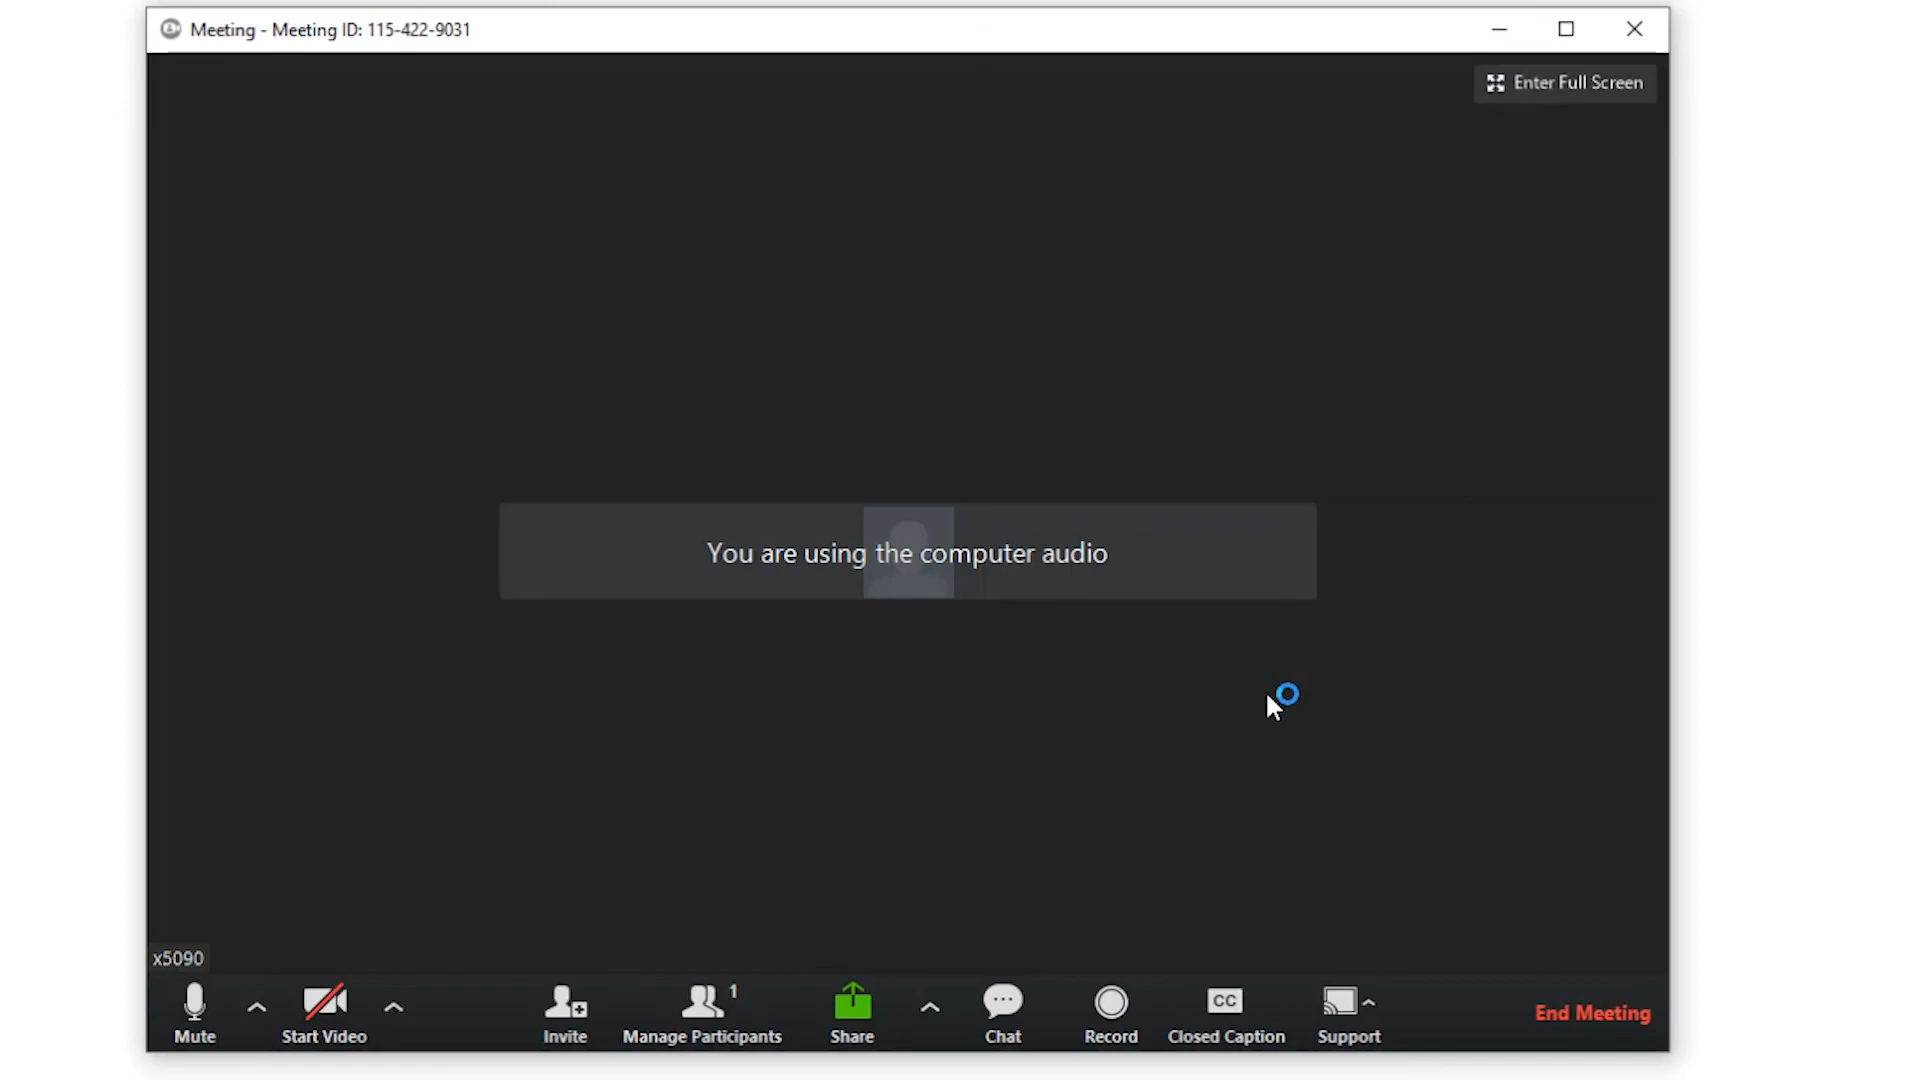 Meeting - Meeting ID: 115-422-9031
Enter Full Screen
You are using the computer audio
x5090
1
CC
Mute Start Video Invite Manage Participants Share Chat Record Closed Caption Support End Meeting